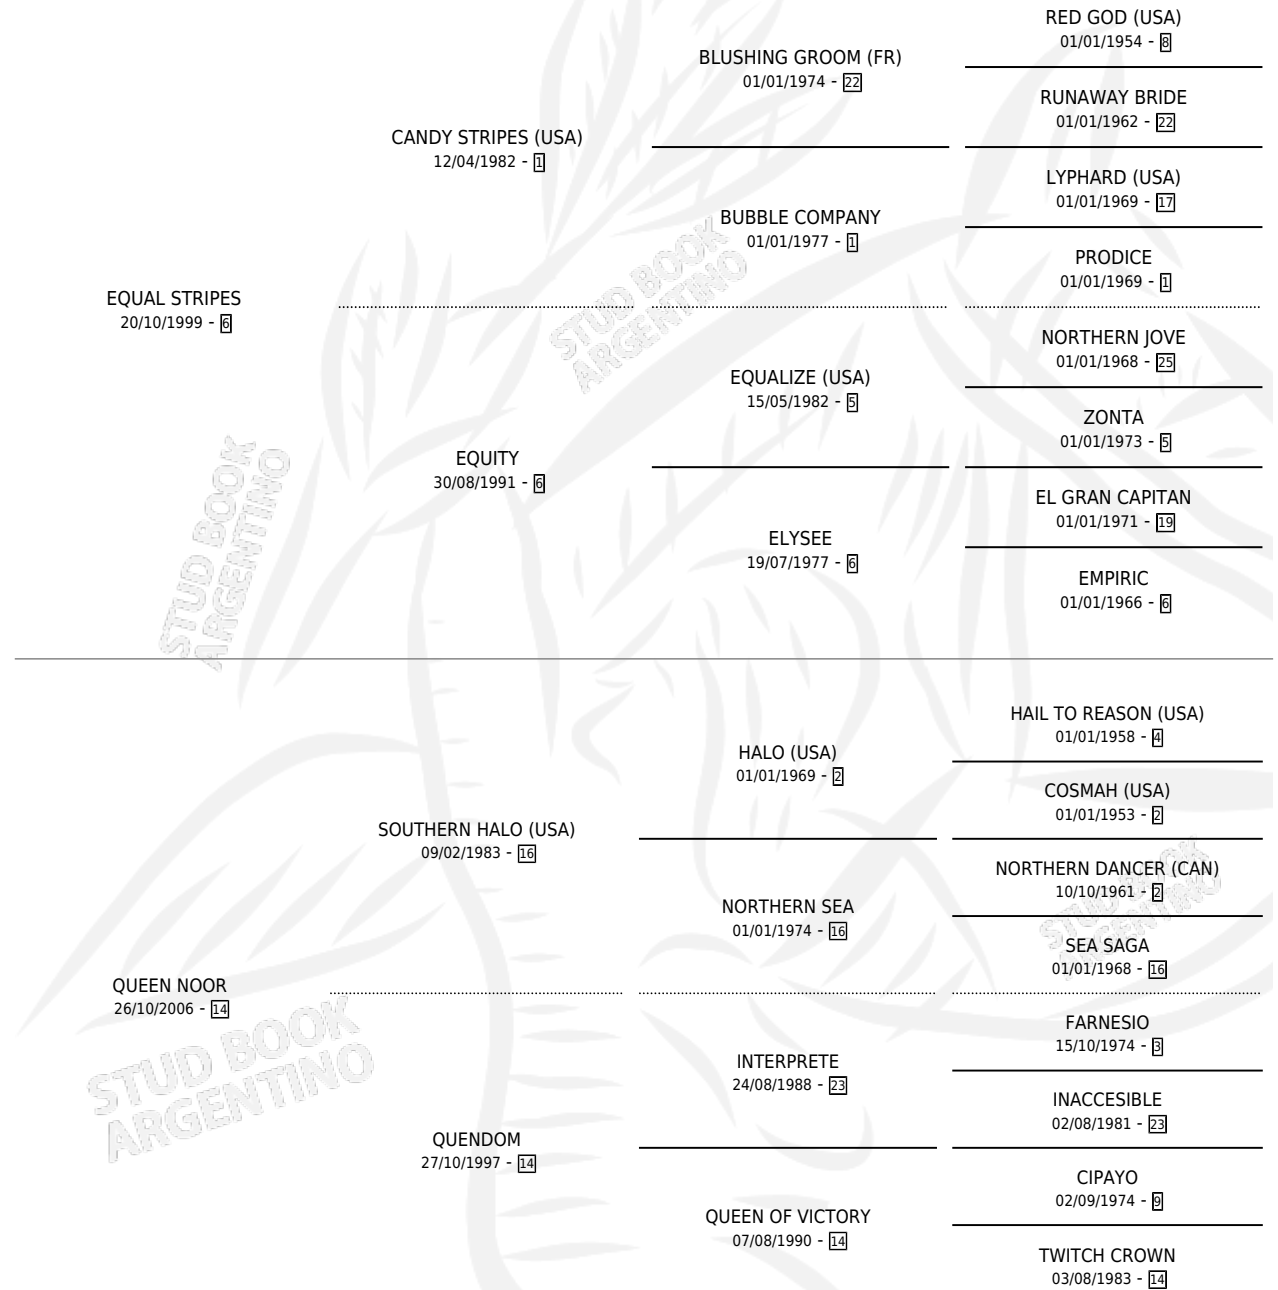 RED GOD (USA)
01/01/1954 - 8
BLUSHING GROOM (FR)
01/01/1974 - 22
RUNAWAY BRIDE
01/01/1962 - 22
CANDY STRIPES (USA)
12/04/1982 - 1
LYPHARD (USA)
01/01/1969 - 17
BUBBLE COMPANY
01/01/1977 - 1
PRODICE
01/01/1969 - 1
EQUAL STRIPES
20/10/1999 - 6
NORTHERN JOVE
01/01/1968 - 25
EQUALIZE (USA)
15/05/1982 - 5
ZONTA
01/01/1973 - 5
EQUITY
30/08/1991 - 6
EL GRAN CAPITAN
01/01/1971 - 19
ELYSEE
19/07/1977 - 6
EMPIRIC
01/01/1966 - 6
STUD BOOK
ARGENTINO
STUD BOOK
ARGENTINO
HAIL TO REASON (USA)
01/01/1958 - 4
HALO (USA)
01/01/1969 - 2
COSMAH (USA)
01/01/1953 - 2
SOUTHERN HALO (USA)
09/02/1983 - 16
NORTHERN DANCER (CAN)
10/10/1961 - 2
NORTHERN SEA
01/01/1974 - 16
SEA SAGA
01/01/1968 - 16
QUEEN NOOR
26/10/2006 - 14
FARNESIO
15/10/1974 - 3
INTERPRETE
24/08/1988 - 23
INACCESIBLE
02/08/1981 - 23
QUENDOM
27/10/1997 - 14
CIPAYO
02/09/1974 - 9
QUEEN OF VICTORY
07/08/1990 - 14
TWITCH CROWN
03/08/1983 - 14
STUD BOOK
ARGENTINO
STUD BOOK
ARGENTINO